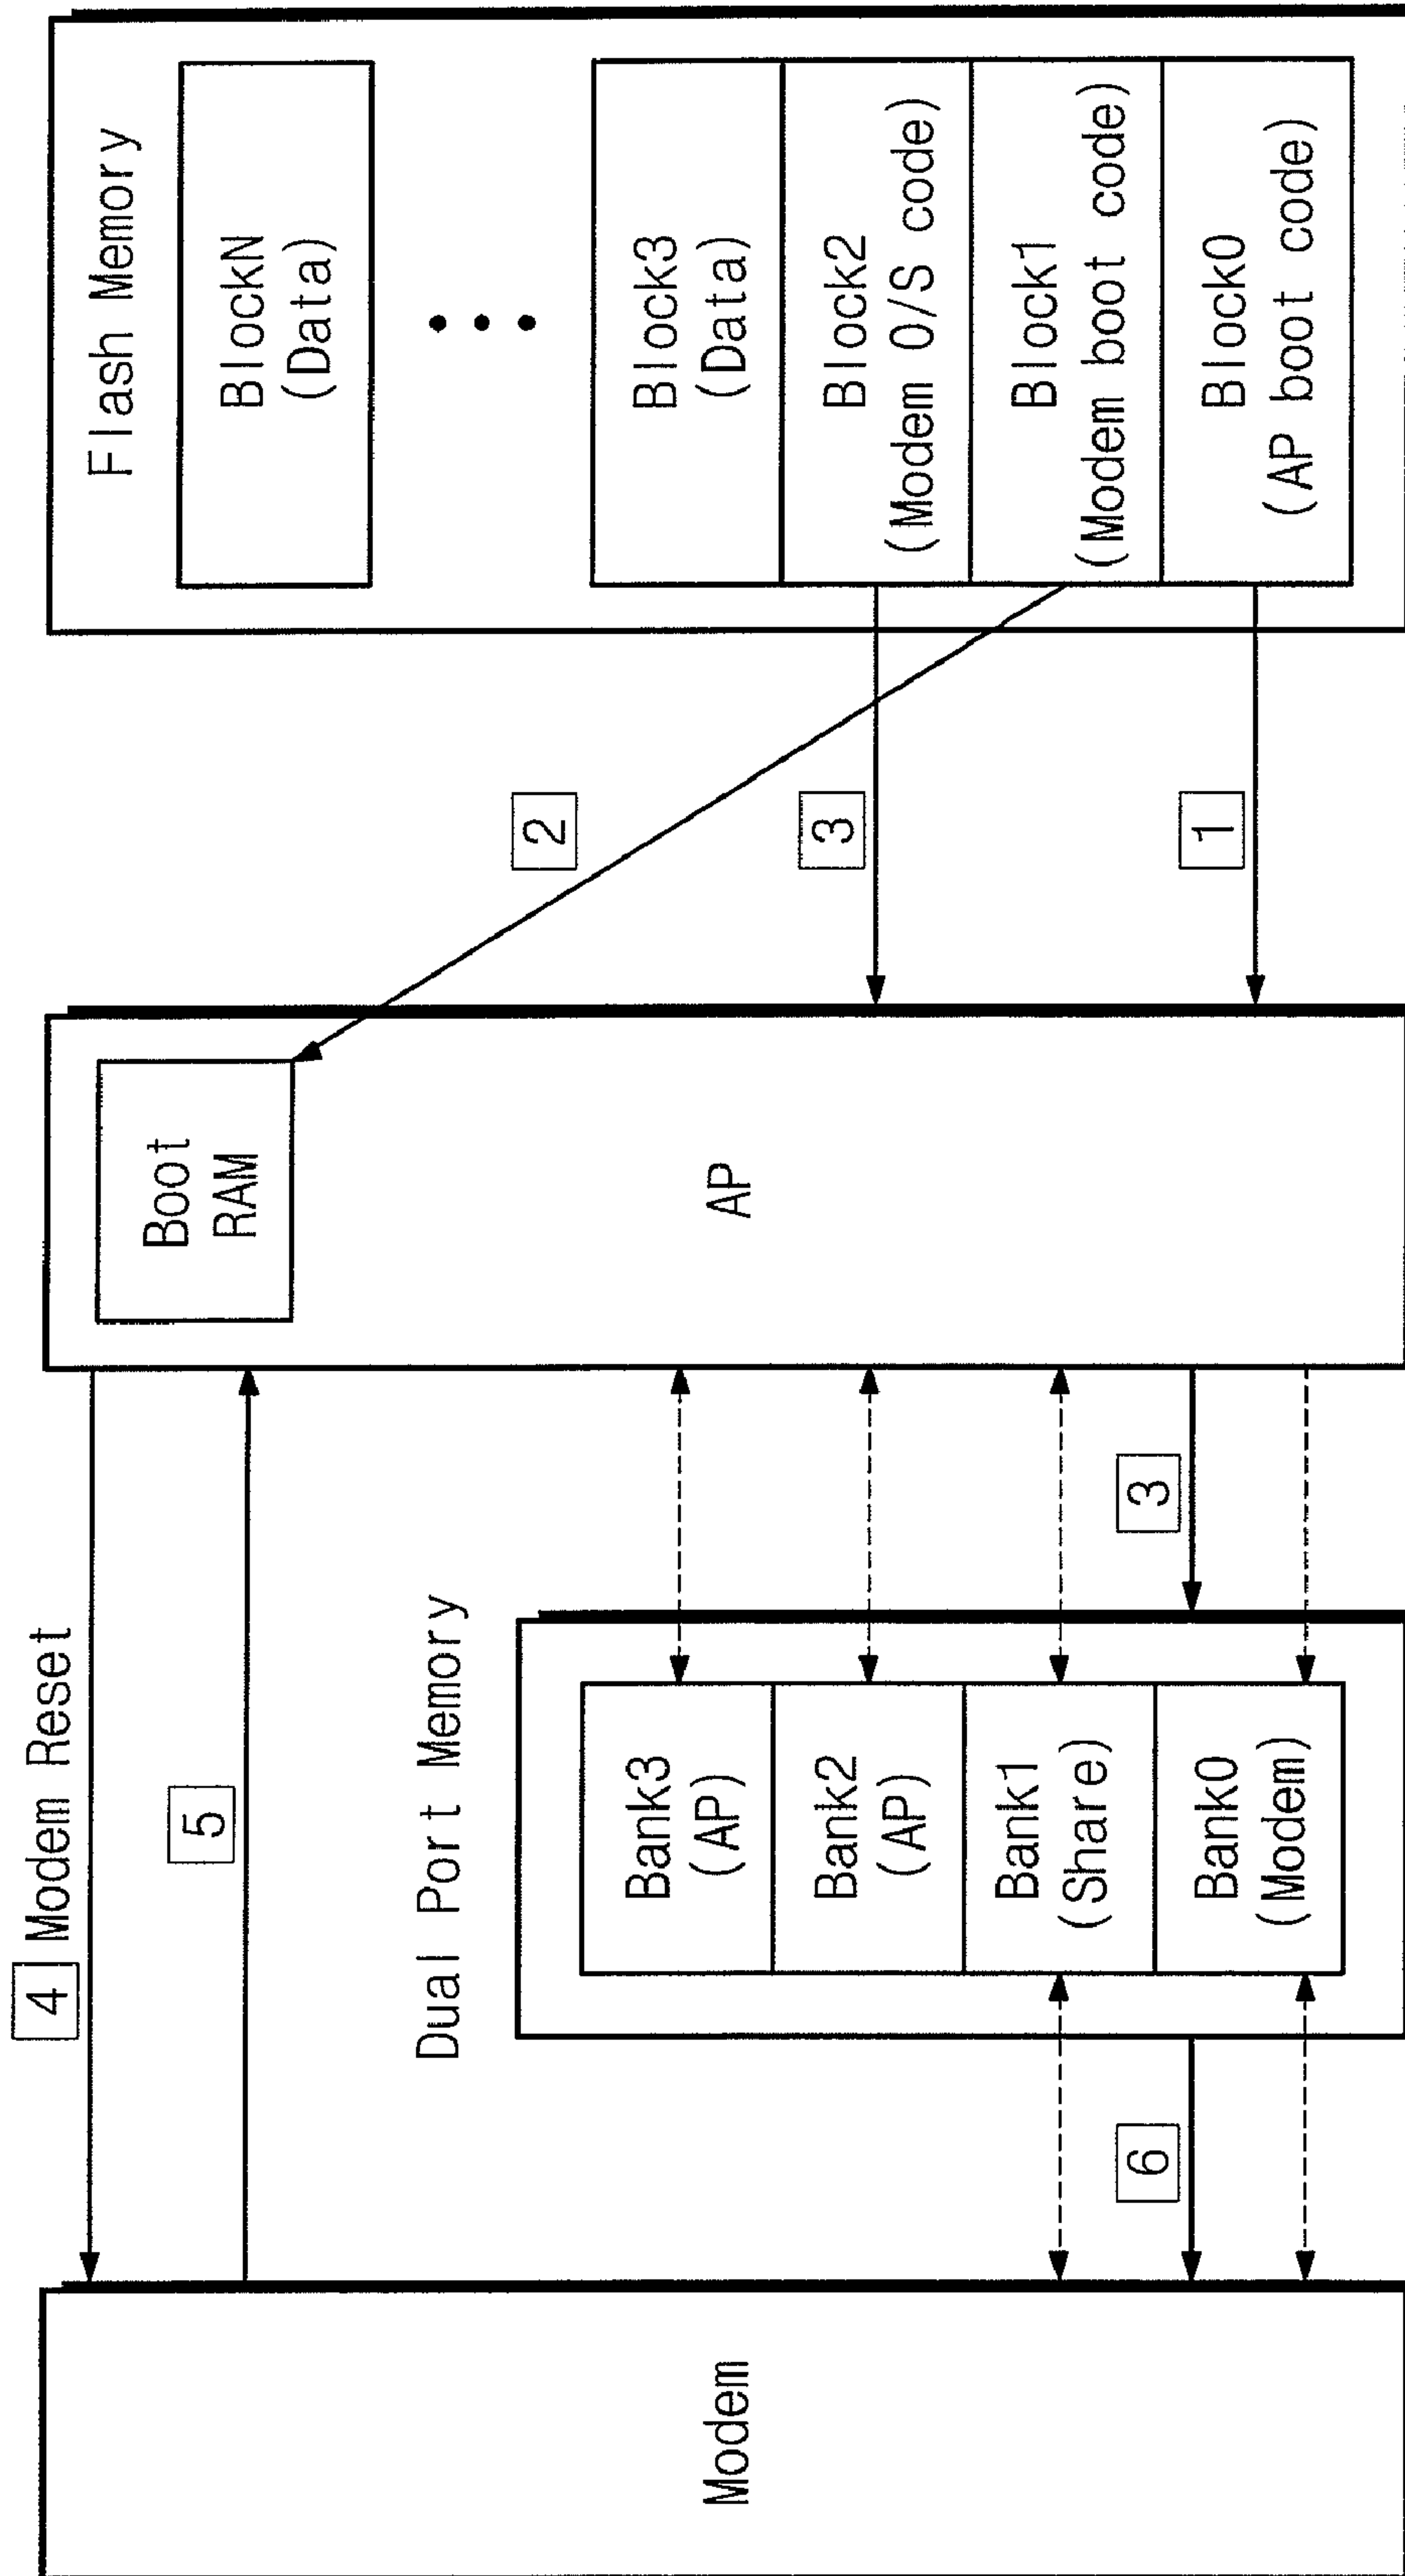 4 Modem Reset
5
Modem
6
Dual Port Memory
Bank3
(AP)
Bank2
(AP)
Bank1
(Share)
Bank0
(Modem)
3
Boot
RAM
AP
2
3
1
Flash Memory
BlockN
(Data)
Block3
(Data)
Block2
(Modem O/S code)
Block1
(Modem boot code)
Block0
(AP boot code)